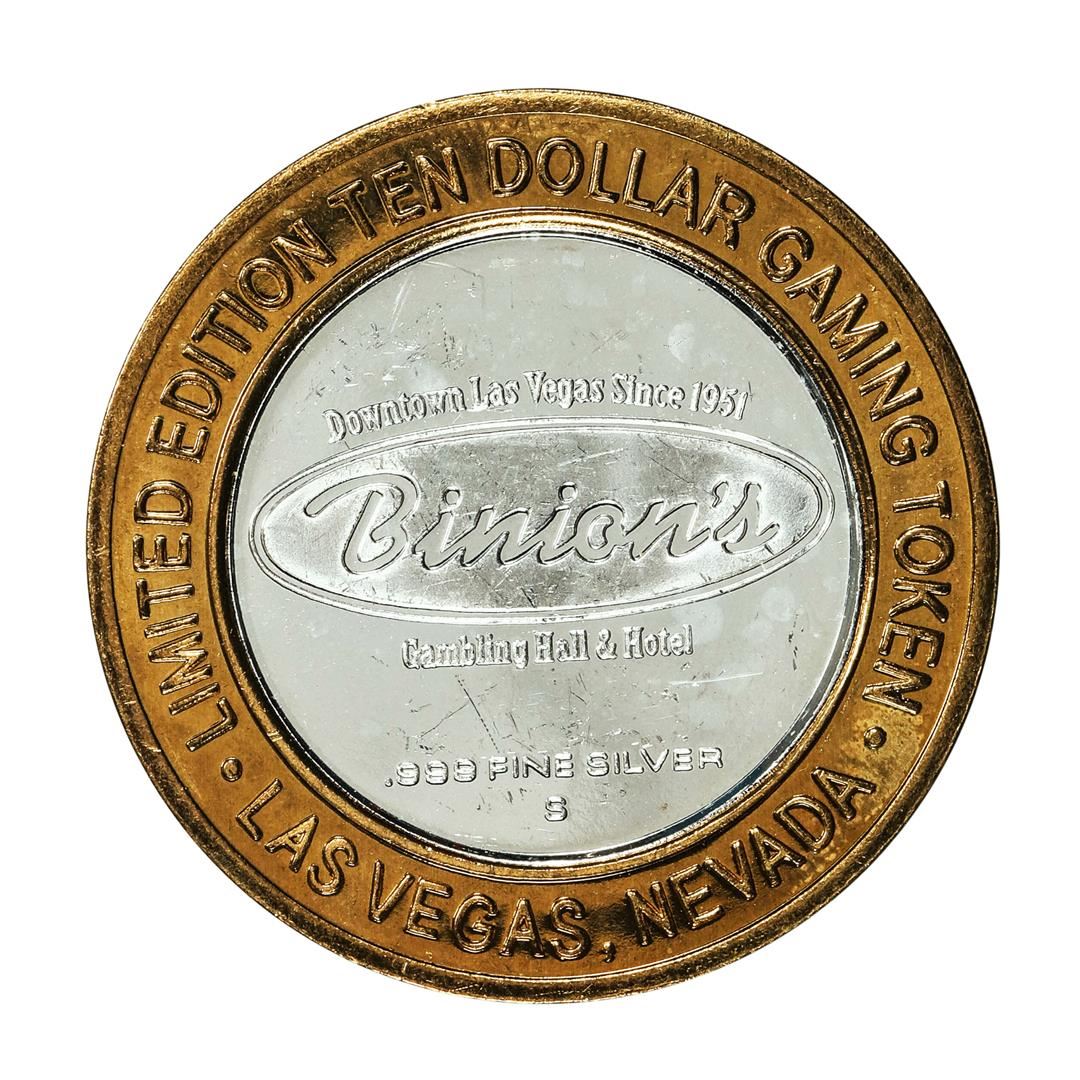 LIMITED EDITION TEN DOLLAR GAMING TOKEN
Downtown Las Vegas Since 1951
Binion's
Gambling Hall & Hotel
.999 FINE SILVER
S
• LAS VEGAS, NEVADA •